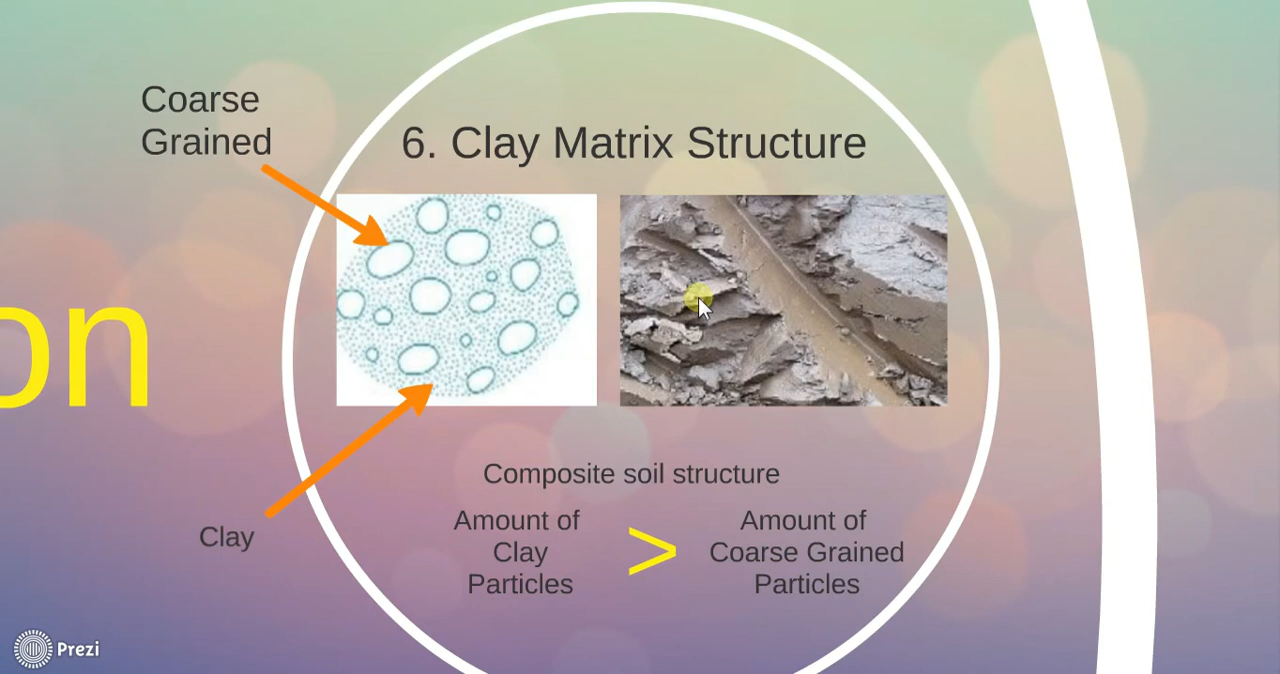 Coarse
Grained
6. Clay Matrix Structure
on
Composite soil structure
Amount of
Clay
Particles
>
Amount of
Coarse Grained
Particles
Clay
Prezi